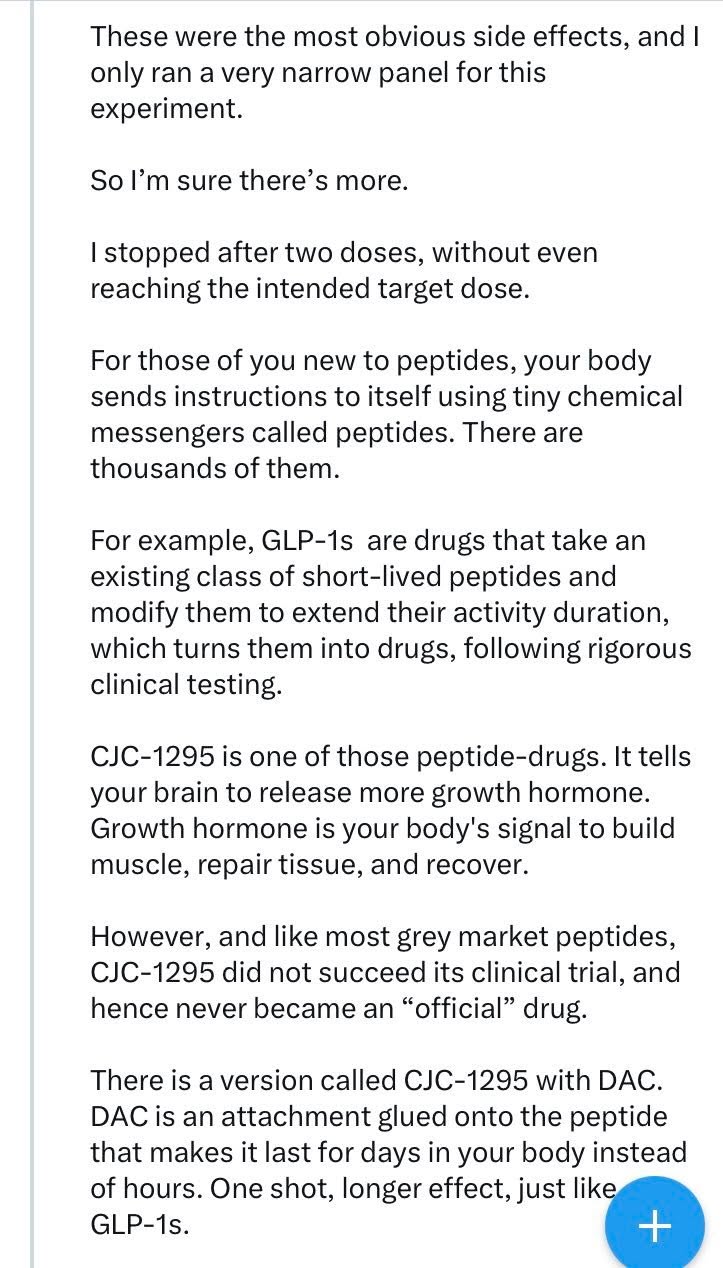 These were the most obvious side effects, and I
only ran a very narrow panel for this
experiment.
So I’m sure there’s more.
I stopped after two doses, without even
reaching the intended target dose.
For those of you new to peptides, your body
sends instructions to itself using tiny chemical
messengers called peptides. There are
thousands of them.
For example, GLP-1s  are drugs that take an
existing class of short-lived peptides and
modify them to extend their activity duration,
which turns them into drugs, following rigorous
clinical testing.
CJC-1295 is one of those peptide-drugs. It tells
your brain to release more growth hormone.
Growth hormone is your body's signal to build
muscle, repair tissue, and recover.
However, and like most grey market peptides,
CJC-1295 did not succeed its clinical trial, and
hence never became an “official” drug.
There is a version called CJC-1295 with DAC.
DAC is an attachment glued onto the peptide
that makes it last for days in your body instead
of hours. One shot, longer effect, just like
GLP-1s.